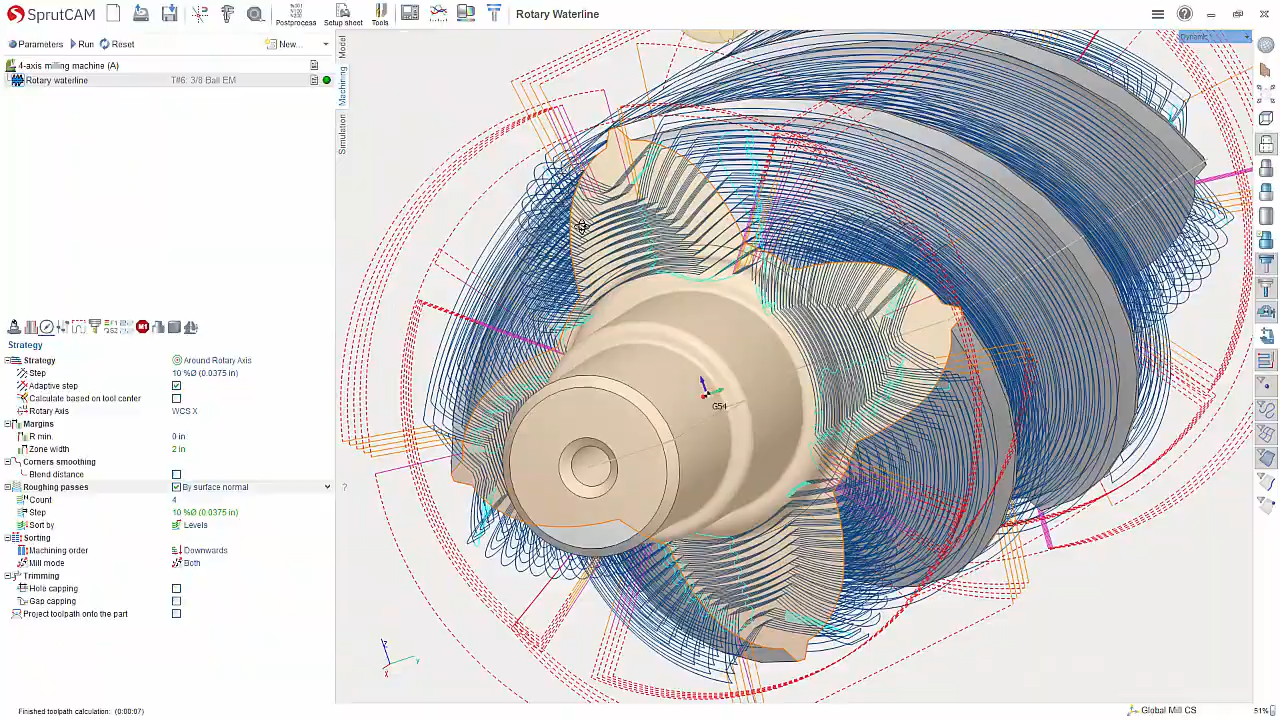 SprutCAM
Postprocess
Setup sheet
Tools
Rotary Waterline
Parameters
Run
Reset
New...
4-axis milling machine (A)
Rotary waterline T#6: 3/8 Ball EM
Model
Machining
Simulation
Dynamic
G54
Strategy
Strategy Around Rotary Axis
Step 10 %Ø (0.0375 in)
Adaptive step
Calculate based on tool center
Rotary Axis WCS X
Margins
R min. 0 in
Zone width 2 in
Corners smoothing
Blend distance
Roughing passes By surface normal
Count 4
Step 10 %Ø (0.0375 in)
Sort by Levels
Sorting
Machining order Downwards
Mill mode Both
Trimming
Hole capping
Gap capping
Project toolpath onto the part
?
Finished toolpath calculation: (0:00:07)
Global Mill CS
51%